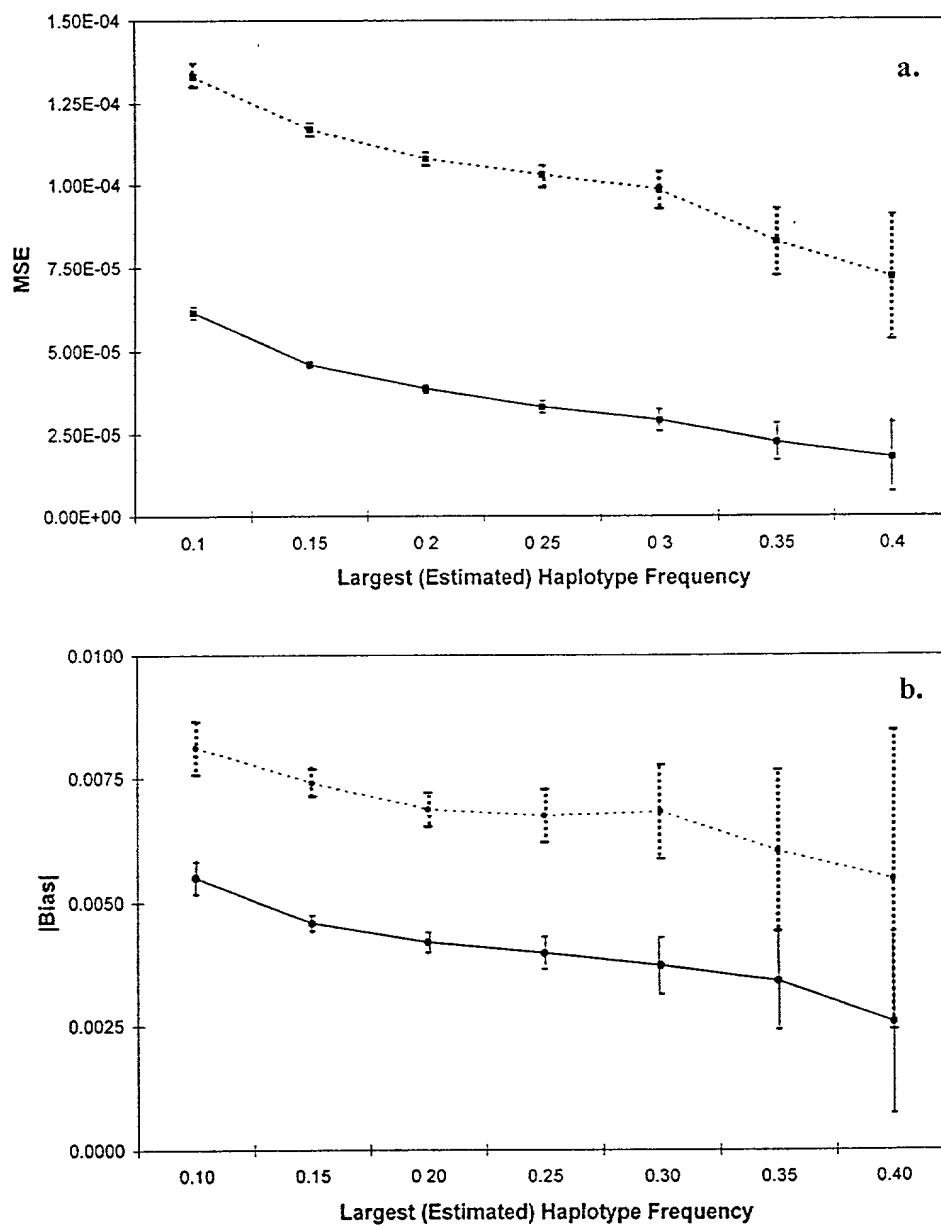 1.50E-04
a.
1.25E-04
1.00E-04
MSE
7.50E-05
5.00E-05
2.50E-05
0.00E+00
0.1 0.15 0 2 0 25 0 3 0.35 0.4
Largest (Estimated) Haplotype Frequency
0.0100
b.
0.0075
|Bias|
0.0050
0.0025
0.0000
0.10 0.15 0 20 0 25 0.30 0.35 0.40
Largest (Estimated) Haplotype Frequency